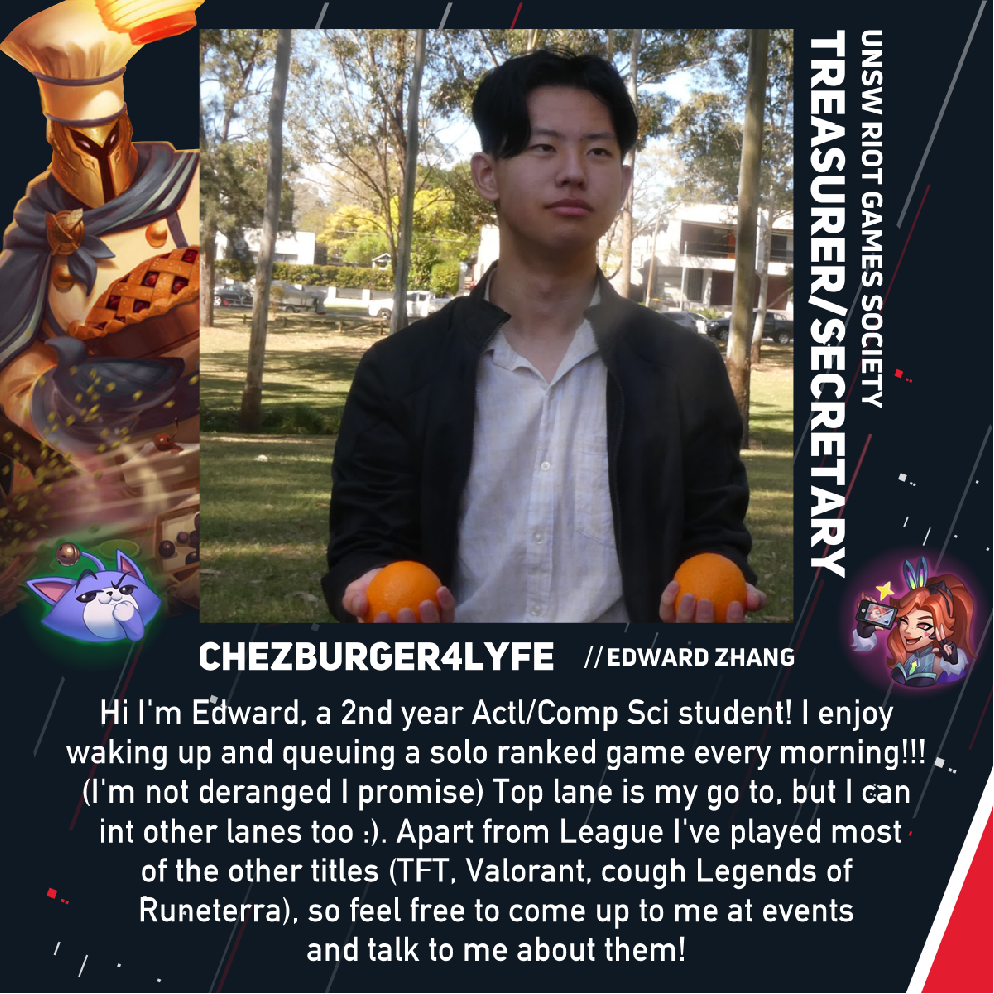 UNSW RIOT GAMES SOCIETY
TREASURER/SECRETARY
CHEZBURGER4LYFE //EDWARD ZHANG
Hi I'm Edward, a 2nd year Actl/Comp Sci student! I enjoy
waking up and queuing a solo ranked game every morning!!!
(I'm not deranged I promise) Top lane is my go to, but I can
int other lanes too :). Apart from League I've played most
of the other titles (TFT, Valorant, cough Legends of
Runeterra), so feel free to come up to me at events
and talk to me about them!